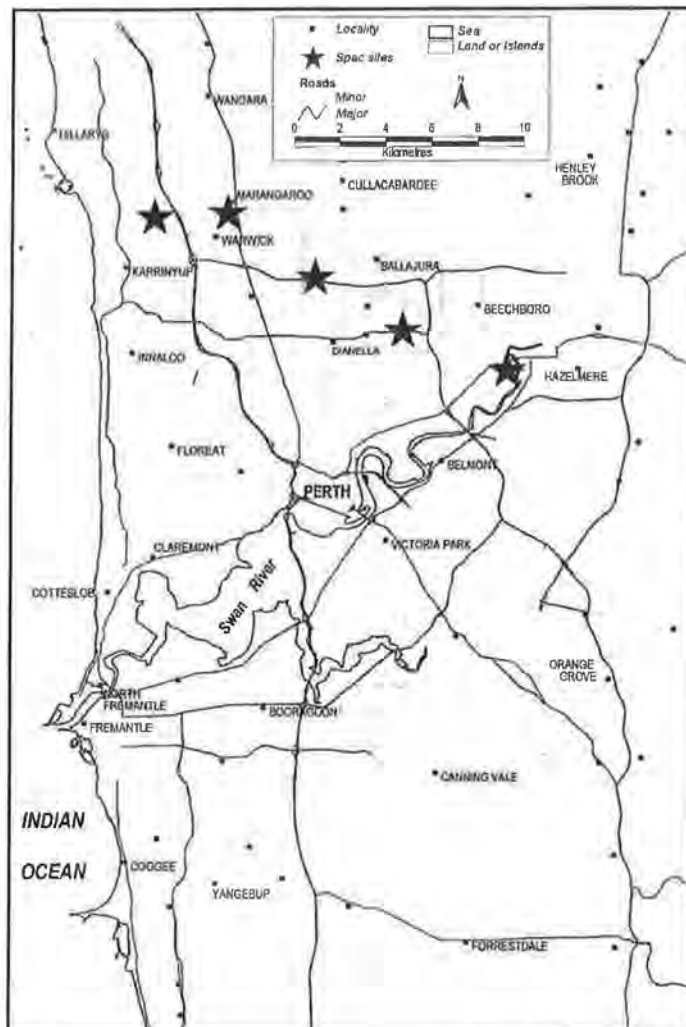 Locality
Sea
Land or Islands
Spac sites
Roads
Minor
Major
N
0 2 4 6 8 10
Kilometres
WANGARA
HILLARYS
HENLEY
BROOK
CULLACABARDEE
MARANGAROO
WARWICK
BALLAJURA
KARRINYUP
BEECHBORO
DIANELLA
INNALOO
HAZELMERE
FLOREAT
BELMONT
PERTH
VICTORIA PARK
CLAREMONT
COTTESLOE
Swan River
ORANGE
GROVE
NORTH
FREMANTLE
BOORAGOON
FREMANTLE
CANNING VALE
INDIAN
OCEAN
COOGEE
YANGEBUP
FORRESTDALE